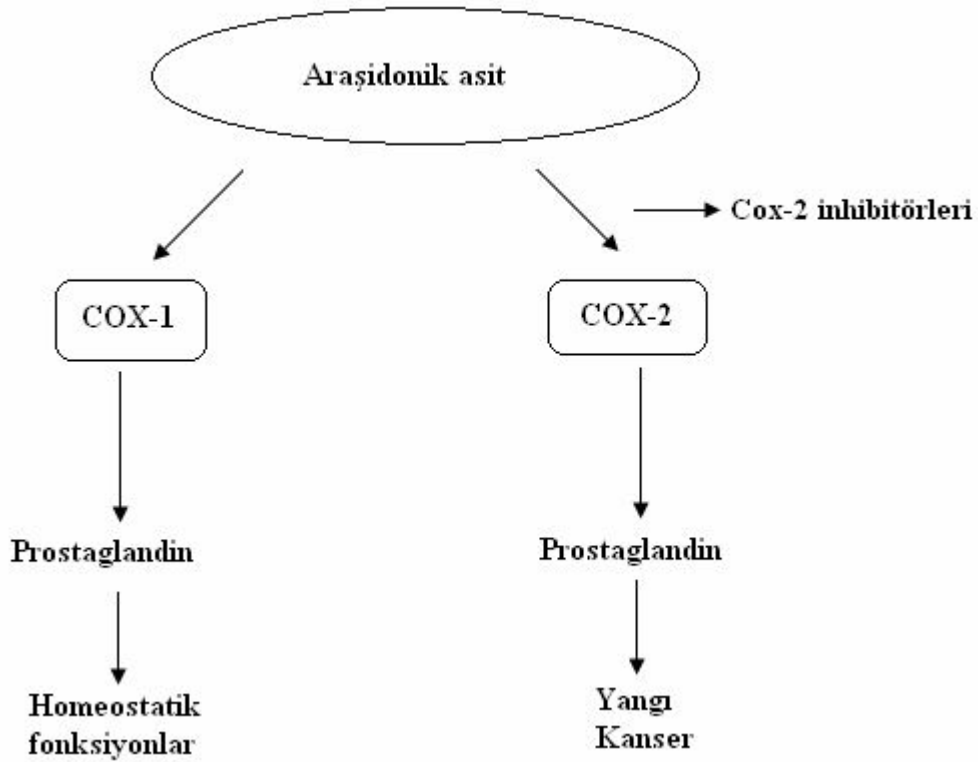 Araşidonik asit
Cox-2 inhibitörleri
COX-1
COX-2
Prostaglandin
Prostaglandin
Homeostatik
fonksiyonlar
Yangı
Kanser